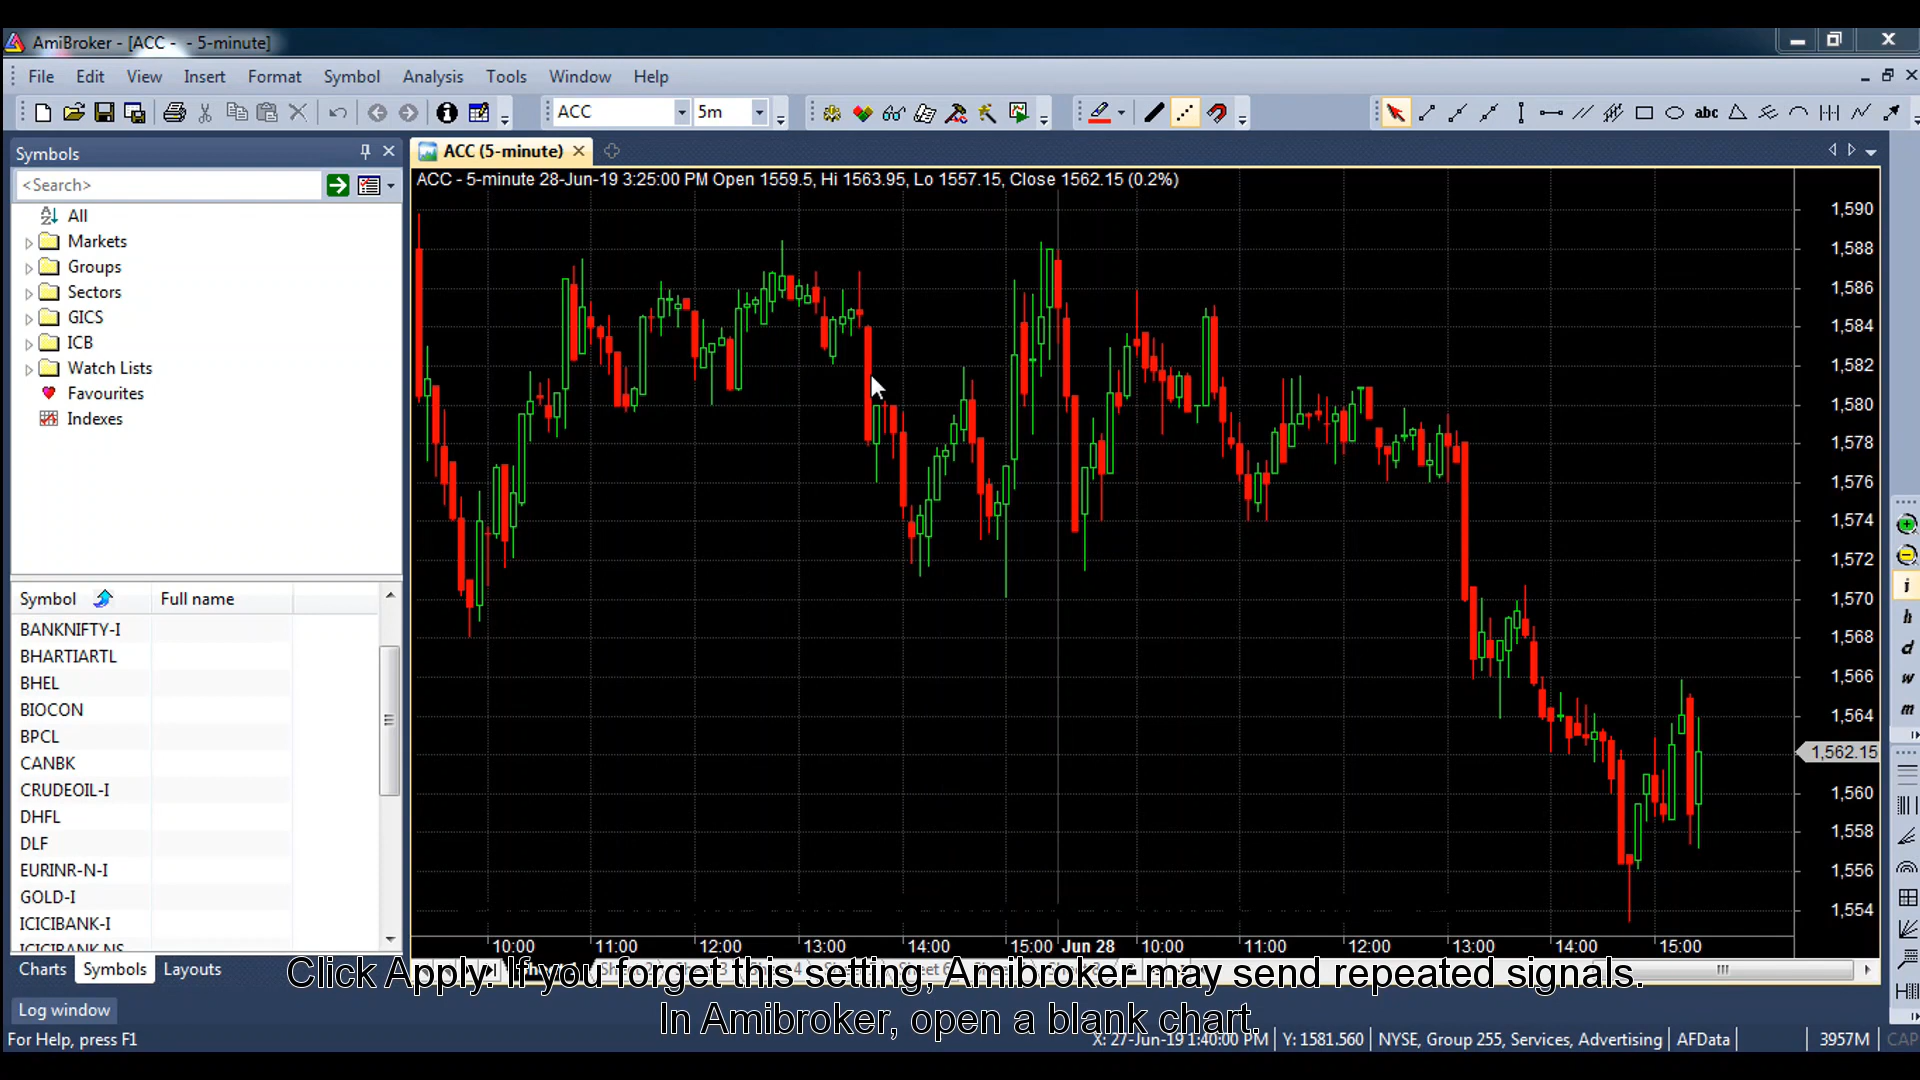 AmiBroker - [ACC - - 5-minute]
File Edit View Insert Format Symbol Analysis Tools Window Help
ACC 5m abc
Symbols
ACC (5-minute)
<Search>
ACC - 5-minute 28-Jun-19 3:25:00 PM Open 1559.5, Hi 1563.95, Lo 1557.15, Close 1562.15 (0.2%)
All
Markets
Groups
Sectors
GICS
ICB
Watch Lists
Favourites
Indexes
Symbol Full name
BANKNIFTY-I
BHARTIARTL
BHEL
BIOCON
BPCL
CANBK
CRUDEOIL-I
DHFL
DLF
EURINR-N-I
GOLD-I
ICICIBANK-I
ICICIBANK NS
1,590
1,588
1,586
1,584
1,582
1,580
1,578
1,576
1,574
1,572
1,570
1,568
1,566
1,564
1,562.15
1,560
1,558
1,556
1,554
i
h
d
w
m
10:00 11:00 12:00 13:00 14:00 15:00 Jun 28 10:00 11:00 12:00 13:00 14:00 15:00
Charts Symbols Layouts
Click Apply. If you forget this setting, Amibroker may send repeated signals.
In Amibroker, open a blank chart.
Log window
For Help, press F1
X: 27-Jun-19 1:40:00 PM Y: 1581.560 NYSE, Group 255, Services, Advertising AFData 3957M CAP